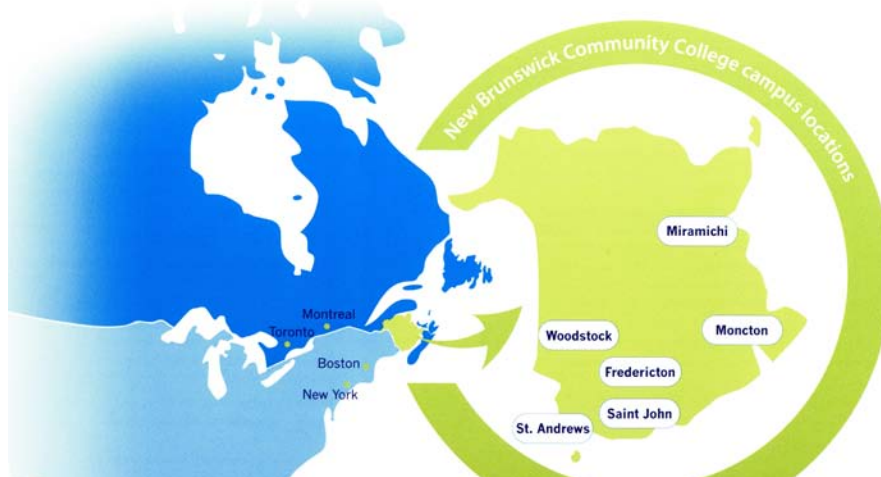 New Brunswick Community College campus locations
Miramichi
Montreal
Toronto
Woodstock
Moncton
Boston
Fredericton
New York
Saint John
St. Andrews